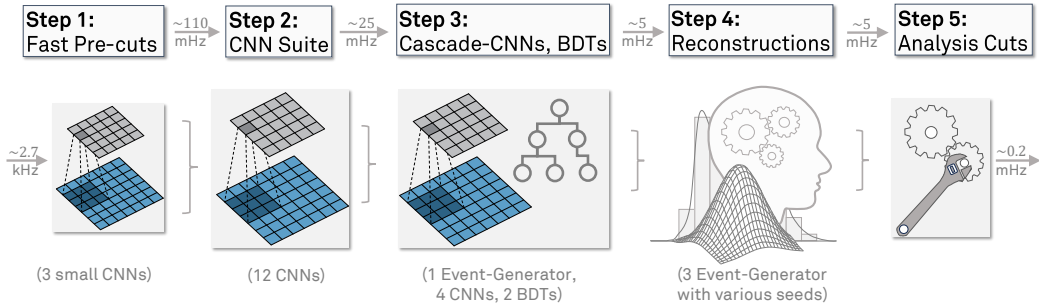 Step 1:
Fast Pre-cuts
~110
mHz
Step 2:
CNN Suite
~25
mHz
Step 3:
Cascade-CNNs, BDTs
~5
mHz
Step 4:
Reconstructions
~5
mHz
Step 5:
Analysis Cuts
~2.7
kHz
~0.2
mHz
(3 small CNNs)
(12 CNNs)
(1 Event-Generator,
4 CNNs, 2 BDTs)
(3 Event-Generator
with various seeds)